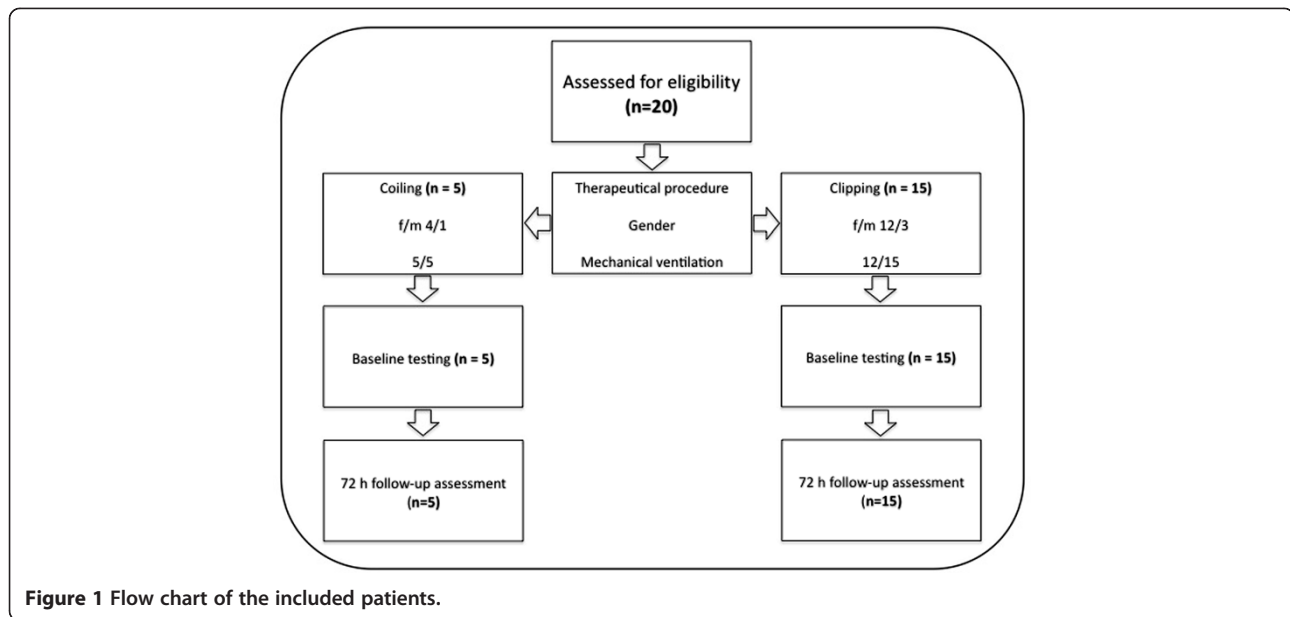 Assessed for eligibility
(n=20)
Coiling (n = 5)
f/m 4/1
5/5
Therapeutical procedure
Gender
Mechanical ventilation
Clipping (n = 15)
f/m 12/3
12/15
Baseline testing (n = 5)
Baseline testing (n = 15)
72 h follow-up assessment
(n=5)
72 h follow-up assessment
(n=15)
Figure 1 Flow chart of the included patients.